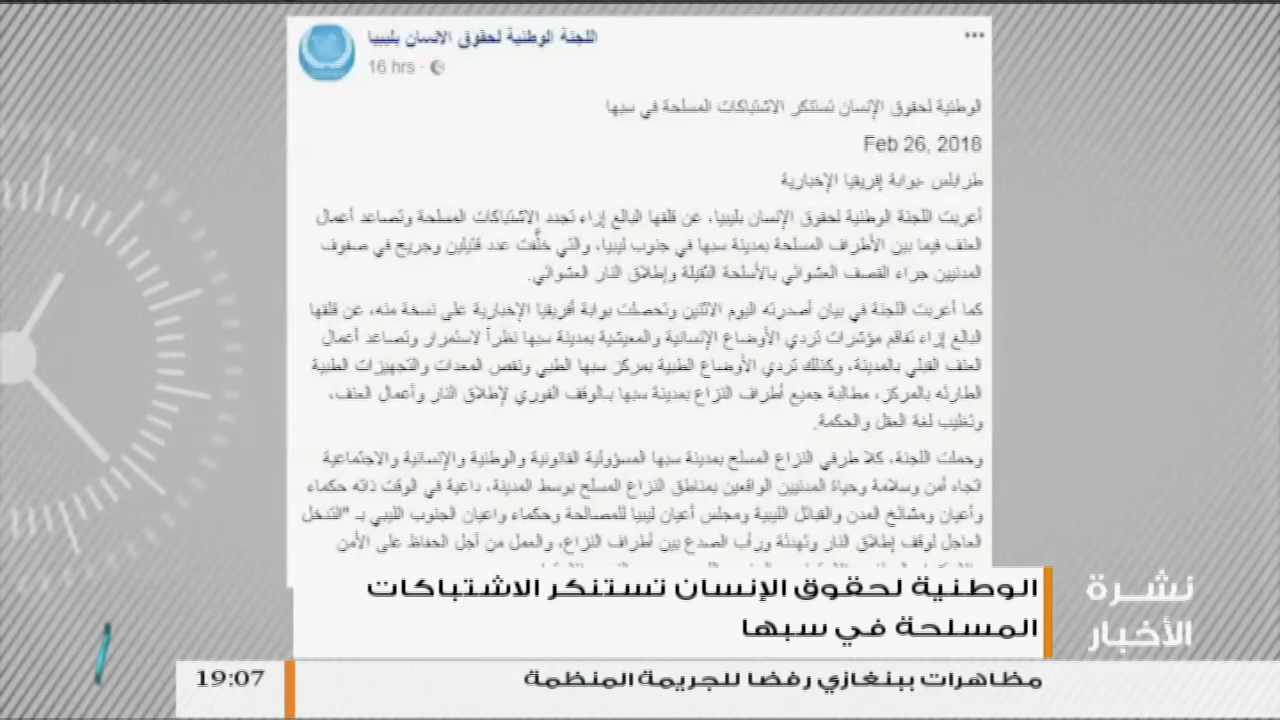 اللجنة الوطنية لحقوق الانسان بليبيا
16 hrs ·
الوطنية لحقوق الإنسان تستنكر الاشتباكات المسلحة في سبها
Feb 26, 2018
طرابلس -بوابة إفريقيا الإخبارية
أعربت اللجنة الوطنية لحقوق الإنسان بليبيا، عن قلقها البالغ إزاء تجدد الاشتباكات المسلحة وتصاعد أعمال
العنف فيما بين الأطراف المسلحة بمدينة سبها في جنوب ليبيا، والتي خلَّفت عدد قتيلين وجريح في صفوف
المدنيين جراء القصف العشوائي بالأسلحة الثقيلة وإطلاق النار العشوائي.
كما أعربت اللجنة في بيان أصدرته اليوم الاثنين وتحصلت بوابة أفريقيا الإخبارية على نسخة منه، عن قلقها
البالغ إزاء تفاقم مؤشرات تردي الأوضاع الإنسانية والمعيشية بمدينة سبها نظراً لاستمرار وتصاعد أعمال
العنف القبلي بالمدينة، وكذلك تردي الأوضاع الطبية بمركز سبها الطبي ونقص المعدات والتجهيزات الطبية
الطارئه بالمركز، مطالبة جميع أطراف النزاع بمدينة سبها بـالوقف الفوري لإطلاق النار وأعمال العنف،
وتغليب لغة العقل والحكمة.
وحملت اللجنة، كلا طرفي النزاع المسلح بمدينة سبها المسؤولية القانونية والوطنية والإنسانية والاجتماعية
اتجاه أمن وسلامة وحياة المدنيين الواقعين بمناطق النزاع المسلح بوسط المدينة، داعية في الوقت ذاته حكماء
وأعيان ومشائخ المدن والقبائل الليبية ومجلس أعيان ليبيا للمصالحة وحكماء واعيان الجنوب الليبي بـ "التدخل
العاجل لوقف إطلاق النار وتهدئة ورأب الصدع بين أطراف النزاع، والعمل من أجل الحفاظ على الأمن
الوطنية لحقوق الإنسان تستنكر الاشتباكات
المسلحة في سبها
نشرة
الأخبار
19:07
مظاهرات ببنغازي رفضا للجريمة المنظمة